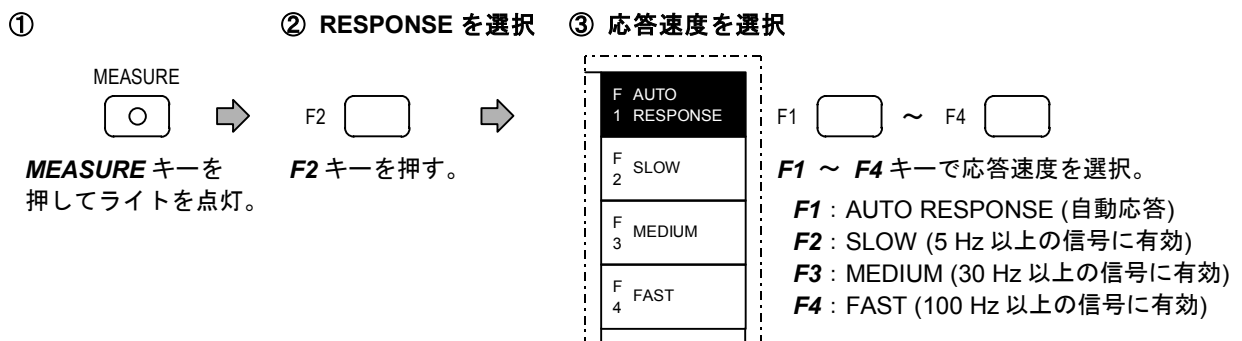 ① ② RESPONSE を選択 ③ 応答速度を選択
MEASURE
F2
F1 AUTO RESPONSE
F2 SLOW
F3 MEDIUM
F4 FAST
F1 ～ F4
MEASURE キーを
押してライトを点灯。
F2 キーを押す。
F1 ～ F4 キーで応答速度を選択。
F1：AUTO RESPONSE (自動応答)
F2：SLOW (5 Hz 以上の信号に有効)
F3：MEDIUM (30 Hz 以上の信号に有効)
F4：FAST (100 Hz 以上の信号に有効)